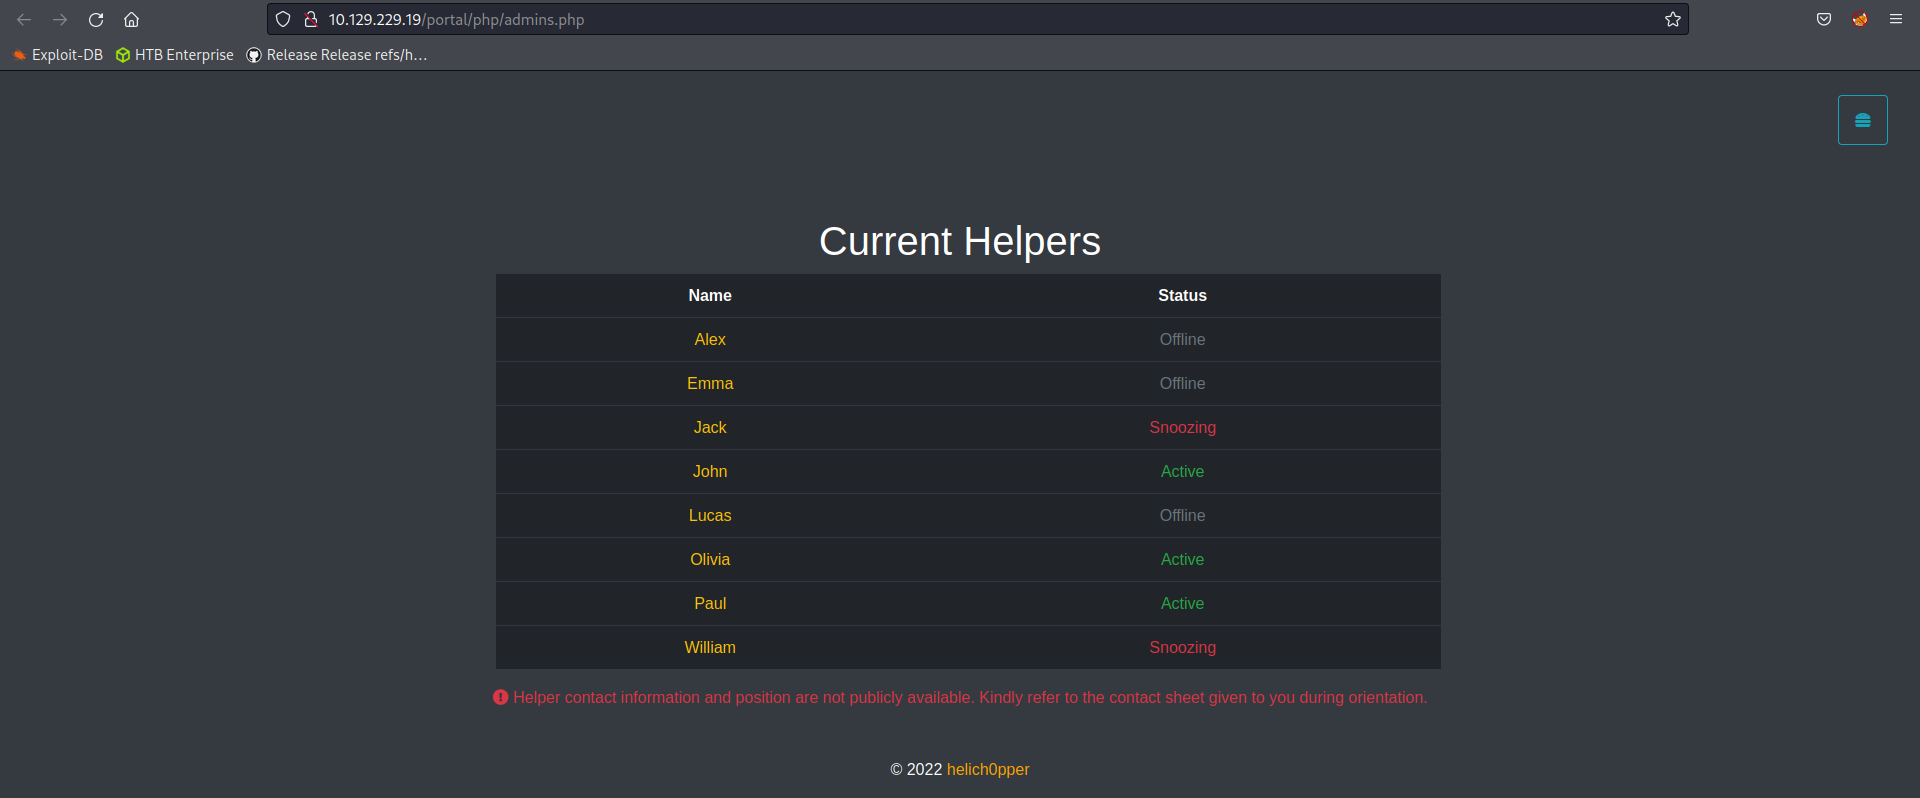 10.129.229.19/portal/php/admins.php
Exploit-DB HTB Enterprise Release Release refs/h...
Current Helpers
Name Status
Alex Offline
Emma Offline
Jack Snoozing
John Active
Lucas Offline
Olivia Active
Paul Active
William Snoozing
Helper contact information and position are not publicly available. Kindly refer to the contact sheet given to you during orientation.
© 2022 helich0pper